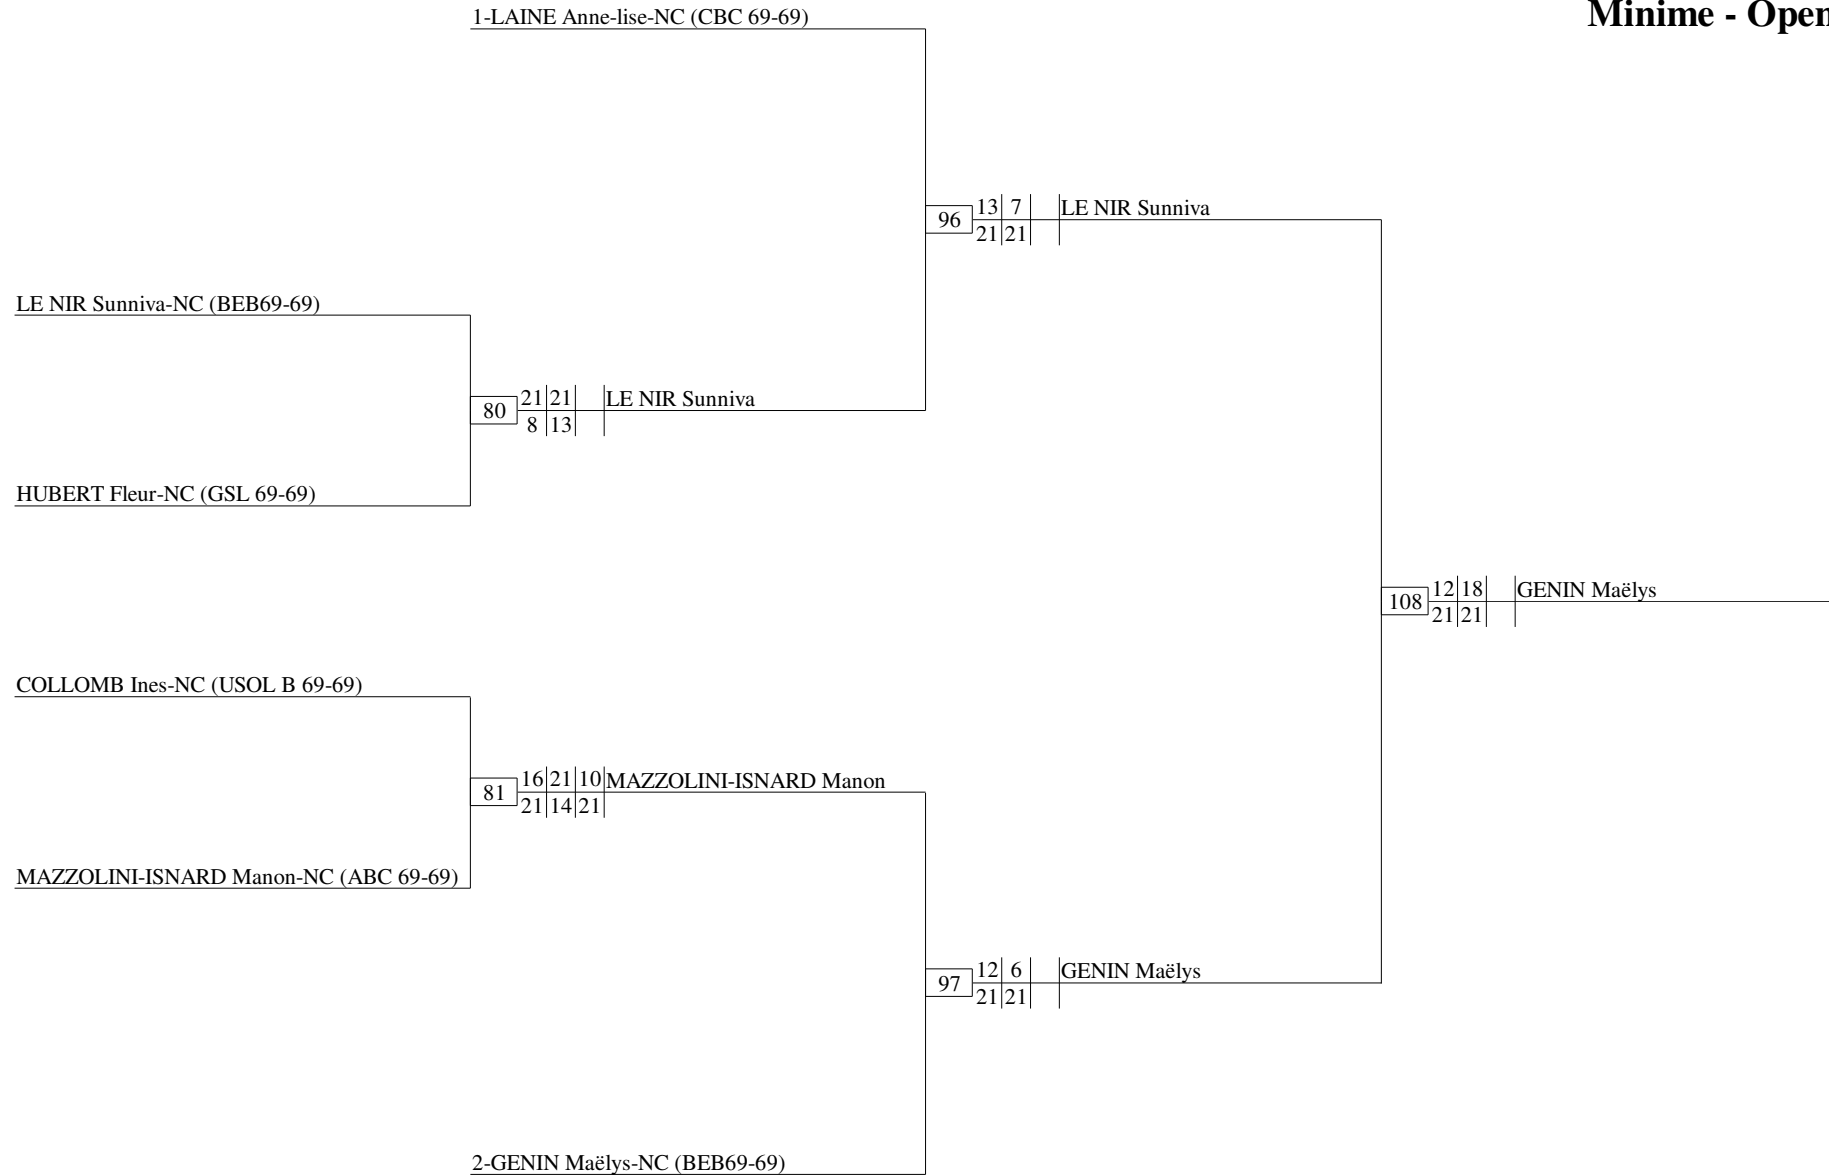 1-LAINE Anne-lise-NC (CBC 69-69)
Minime - Open
96 13 7 LE NIR Sunniva
21 21
LE NIR Sunniva-NC (BEB69-69)
80 21 21 LE NIR Sunniva
8 13
HUBERT Fleur-NC (GSL 69-69)
108 12 18 GENIN Maëlys
21 21
COLLOMB Ines-NC (USOL B 69-69)
81 16 21 10 MAZZOLINI-ISNARD Manon
21 14 21
MAZZOLINI-ISNARD Manon-NC (ABC 69-69)
97 12 6 GENIN Maëlys
21 21
2-GENIN Maëlys-NC (BEB69-69)